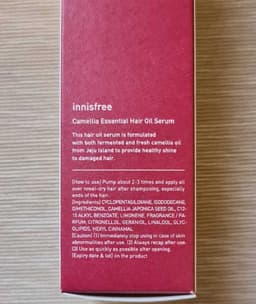 innisfree
Camellia Essential Hair Oil Serum
This hair oil serum is formulated
with both fermented and fresh camellia oil
from Jeju Island to provide healthy shine
to damaged hair.
[How to use] Pump about 2-3 times and apply oil
over towel-dry hair after shampooing, especially
ends of the hair.
[Ingredients] CYCLOPENTASILOXANE, ISODODECANE,
DIMETHICONOL, CAMELLIA JAPONICA SEED OIL, C12-
15 ALKYL BENZOATE, LIMONENE, FRAGRANCE / PA-
RFUM, CITRONELLOL, GERANIOL, LINALOOL, GLYC-
OLIPIDS, HEXYL CINNAMAL
[Caution] (1) Immediately stop using in case of skin
abnormalities after use. (2) Always recap after use.
(3) Use as quickly as possible after opening.
[Expiry date & lot] On the product